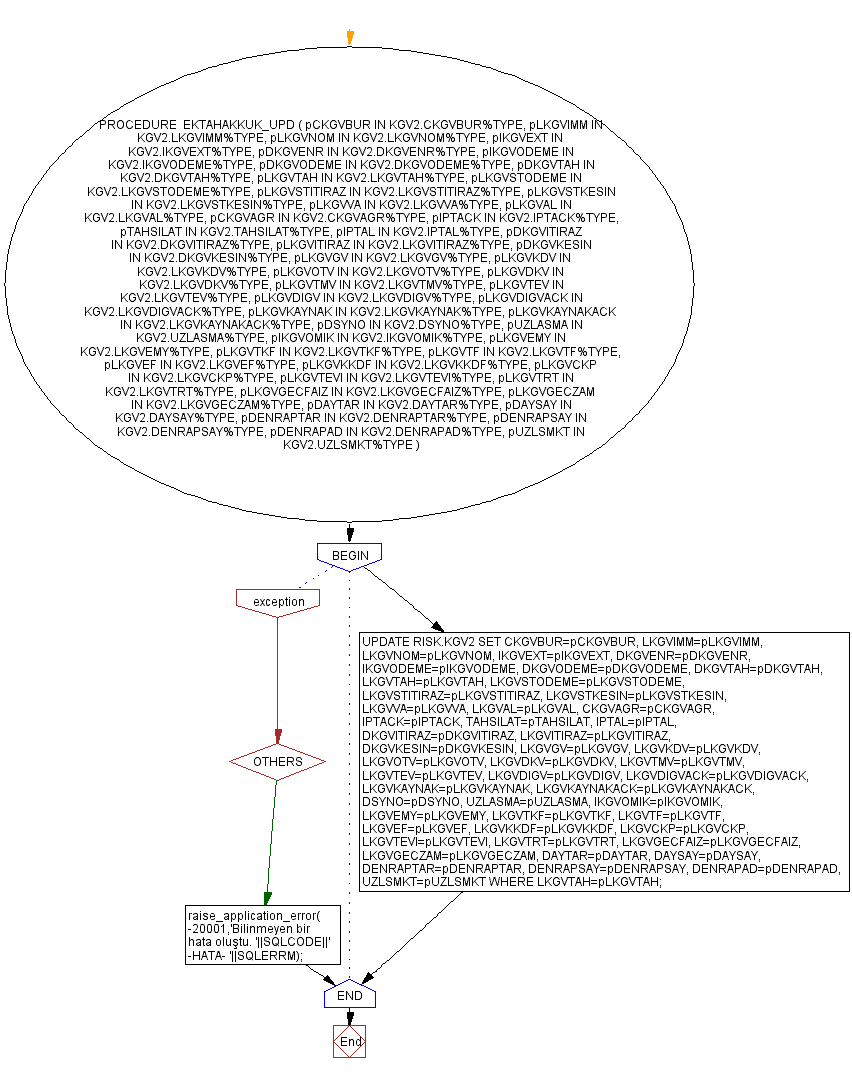 PROCEDURE  EKTAHAKKUK_UPD ( pCKGVBUR IN KGV2.CKGVBUR%TYPE, pLKGVIMM IN
KGV2.LKGVIMM%TYPE, pLKGVNOM IN KGV2.LKGVNOM%TYPE, pIKGVEXT IN
KGV2.IKGVEXT%TYPE, pDKGVENR IN KGV2.DKGVENR%TYPE, pIKGVODEME IN
KGV2.IKGVODEME%TYPE, pDKGVODEME IN KGV2.DKGVODEME%TYPE, pDKGVTAH IN
KGV2.DKGVTAH%TYPE, pLKGVTAH IN KGV2.LKGVTAH%TYPE, pLKGVSTODEME IN
KGV2.LKGVSTODEME%TYPE, pLKGVSTITIRAZ IN KGV2.LKGVSTITIRAZ%TYPE, pLKGVSTKESIN
IN KGV2.LKGVSTKESIN%TYPE, pLKGVVA IN KGV2.LKGVVA%TYPE, pLKGVAL IN
KGV2.LKGVAL%TYPE, pCKGVAGR IN KGV2.CKGVAGR%TYPE, pIPTACK IN KGV2.IPTACK%TYPE,
pTAHSILAT IN KGV2.TAHSILAT%TYPE, pIPTAL IN KGV2.IPTAL%TYPE, pDKGVITIRAZ
IN KGV2.DKGVITIRAZ%TYPE, pLKGVITIRAZ IN KGV2.LKGVITIRAZ%TYPE, pDKGVKESIN
IN KGV2.DKGVKESIN%TYPE, pLKGVGV IN KGV2.LKGVGV%TYPE, pLKGVKDV IN
KGV2.LKGVKDV%TYPE, pLKGVOTV IN KGV2.LKGVOTV%TYPE, pLKGVDKV IN
KGV2.LKGVDKV%TYPE, pLKGVTMV IN KGV2.LKGVTMV%TYPE, pLKGVTEV IN
KGV2.LKGVTEV%TYPE, pLKGVDIGV IN KGV2.LKGVDIGV%TYPE, pLKGVDIGVACK IN
KGV2.LKGVDIGVACK%TYPE, pLKGVKAYNAK IN KGV2.LKGVKAYNAK%TYPE, pLKGVKAYNAKACK
IN KGV2.LKGVKAYNAKACK%TYPE, pDSYNO IN KGV2.DSYNO%TYPE, pUZLASMA IN
KGV2.UZLASMA%TYPE, pIKGVOMIK IN KGV2.IKGVOMIK%TYPE, pLKGVEMY IN
KGV2.LKGVEMY%TYPE, pLKGVTKF IN KGV2.LKGVTKF%TYPE, pLKGVTF IN KGV2.LKGVTF%TYPE,
pLKGVEF IN KGV2.LKGVEF%TYPE, pLKGVKKDF IN KGV2.LKGVKKDF%TYPE, pLKGVCKP
IN KGV2.LKGVCKP%TYPE, pLKGVTEVI IN KGV2.LKGVTEVI%TYPE, pLKGVTRT IN
KGV2.LKGVTRT%TYPE, pLKGVGECFAIZ IN KGV2.LKGVGECFAIZ%TYPE, pLKGVGECZAM
IN KGV2.LKGVGECZAM%TYPE, pDAYTAR IN KGV2.DAYTAR%TYPE, pDAYSAY IN
KGV2.DAYSAY%TYPE, pDENRAPTAR IN KGV2.DENRAPTAR%TYPE, pDENRAPSAY IN
KGV2.DENRAPSAY%TYPE, pDENRAPAD IN KGV2.DENRAPAD%TYPE, pUZLSMKT IN
KGV2.UZLSMKT%TYPE )
BEGIN
exception
UPDATE RISK.KGV2 SET CKGVBUR=pCKGVBUR, LKGVIMM=pLKGVIMM,
LKGVNOM=pLKGVNOM, IKGVEXT=pIKGVEXT, DKGVENR=pDKGVENR,
IKGVODEME=pIKGVODEME, DKGVODEME=pDKGVODEME, DKGVTAH=pDKGVTAH,
LKGVTAH=pLKGVTAH, LKGVSTODEME=pLKGVSTODEME,
LKGVSTITIRAZ=pLKGVSTITIRAZ, LKGVSTKESIN=pLKGVSTKESIN,
LKGVVA=pLKGVVA, LKGVAL=pLKGVAL, CKGVAGR=pCKGVAGR,
IPTACK=pIPTACK, TAHSILAT=pTAHSILAT, IPTAL=pIPTAL,
DKGVITIRAZ=pDKGVITIRAZ, LKGVITIRAZ=pLKGVITIRAZ,
DKGVKESIN=pDKGVKESIN, LKGVGV=pLKGVGV, LKGVKDV=pLKGVKDV,
LKGVOTV=pLKGVOTV, LKGVDKV=pLKGVDKV, LKGVTMV=pLKGVTMV,
LKGVTEV=pLKGVTEV, LKGVDIGV=pLKGVDIGV, LKGVDIGVACK=pLKGVDIGVACK,
LKGVKAYNAK=pLKGVKAYNAK, LKGVKAYNAKACK=pLKGVKAYNAKACK,
DSYNO=pDSYNO, UZLASMA=pUZLASMA, IKGVOMIK=pIKGVOMIK,
LKGVEMY=pLKGVEMY, LKGVTKF=pLKGVTKF, LKGVTF=pLKGVTF,
LKGVEF=pLKGVEF, LKGVKKDF=pLKGVKKDF, LKGVCKP=pLKGVCKP,
LKGVTEVI=pLKGVTEVI, LKGVTRT=pLKGVTRT, LKGVGECFAIZ=pLKGVGECFAIZ,
LKGVGECZAM=pLKGVGECZAM, DAYTAR=pDAYTAR, DAYSAY=pDAYSAY,
DENRAPTAR=pDENRAPTAR, DENRAPSAY=pDENRAPSAY, DENRAPAD=pDENRAPAD,
UZLSMKT=pUZLSMKT WHERE LKGVTAH=pLKGVTAH;
OTHERS
raise_application_error(
-20001,'Bilinmeyen bir
hata oluştu. '||SQLCODE||'
-HATA- '||SQLERRM);
END
End